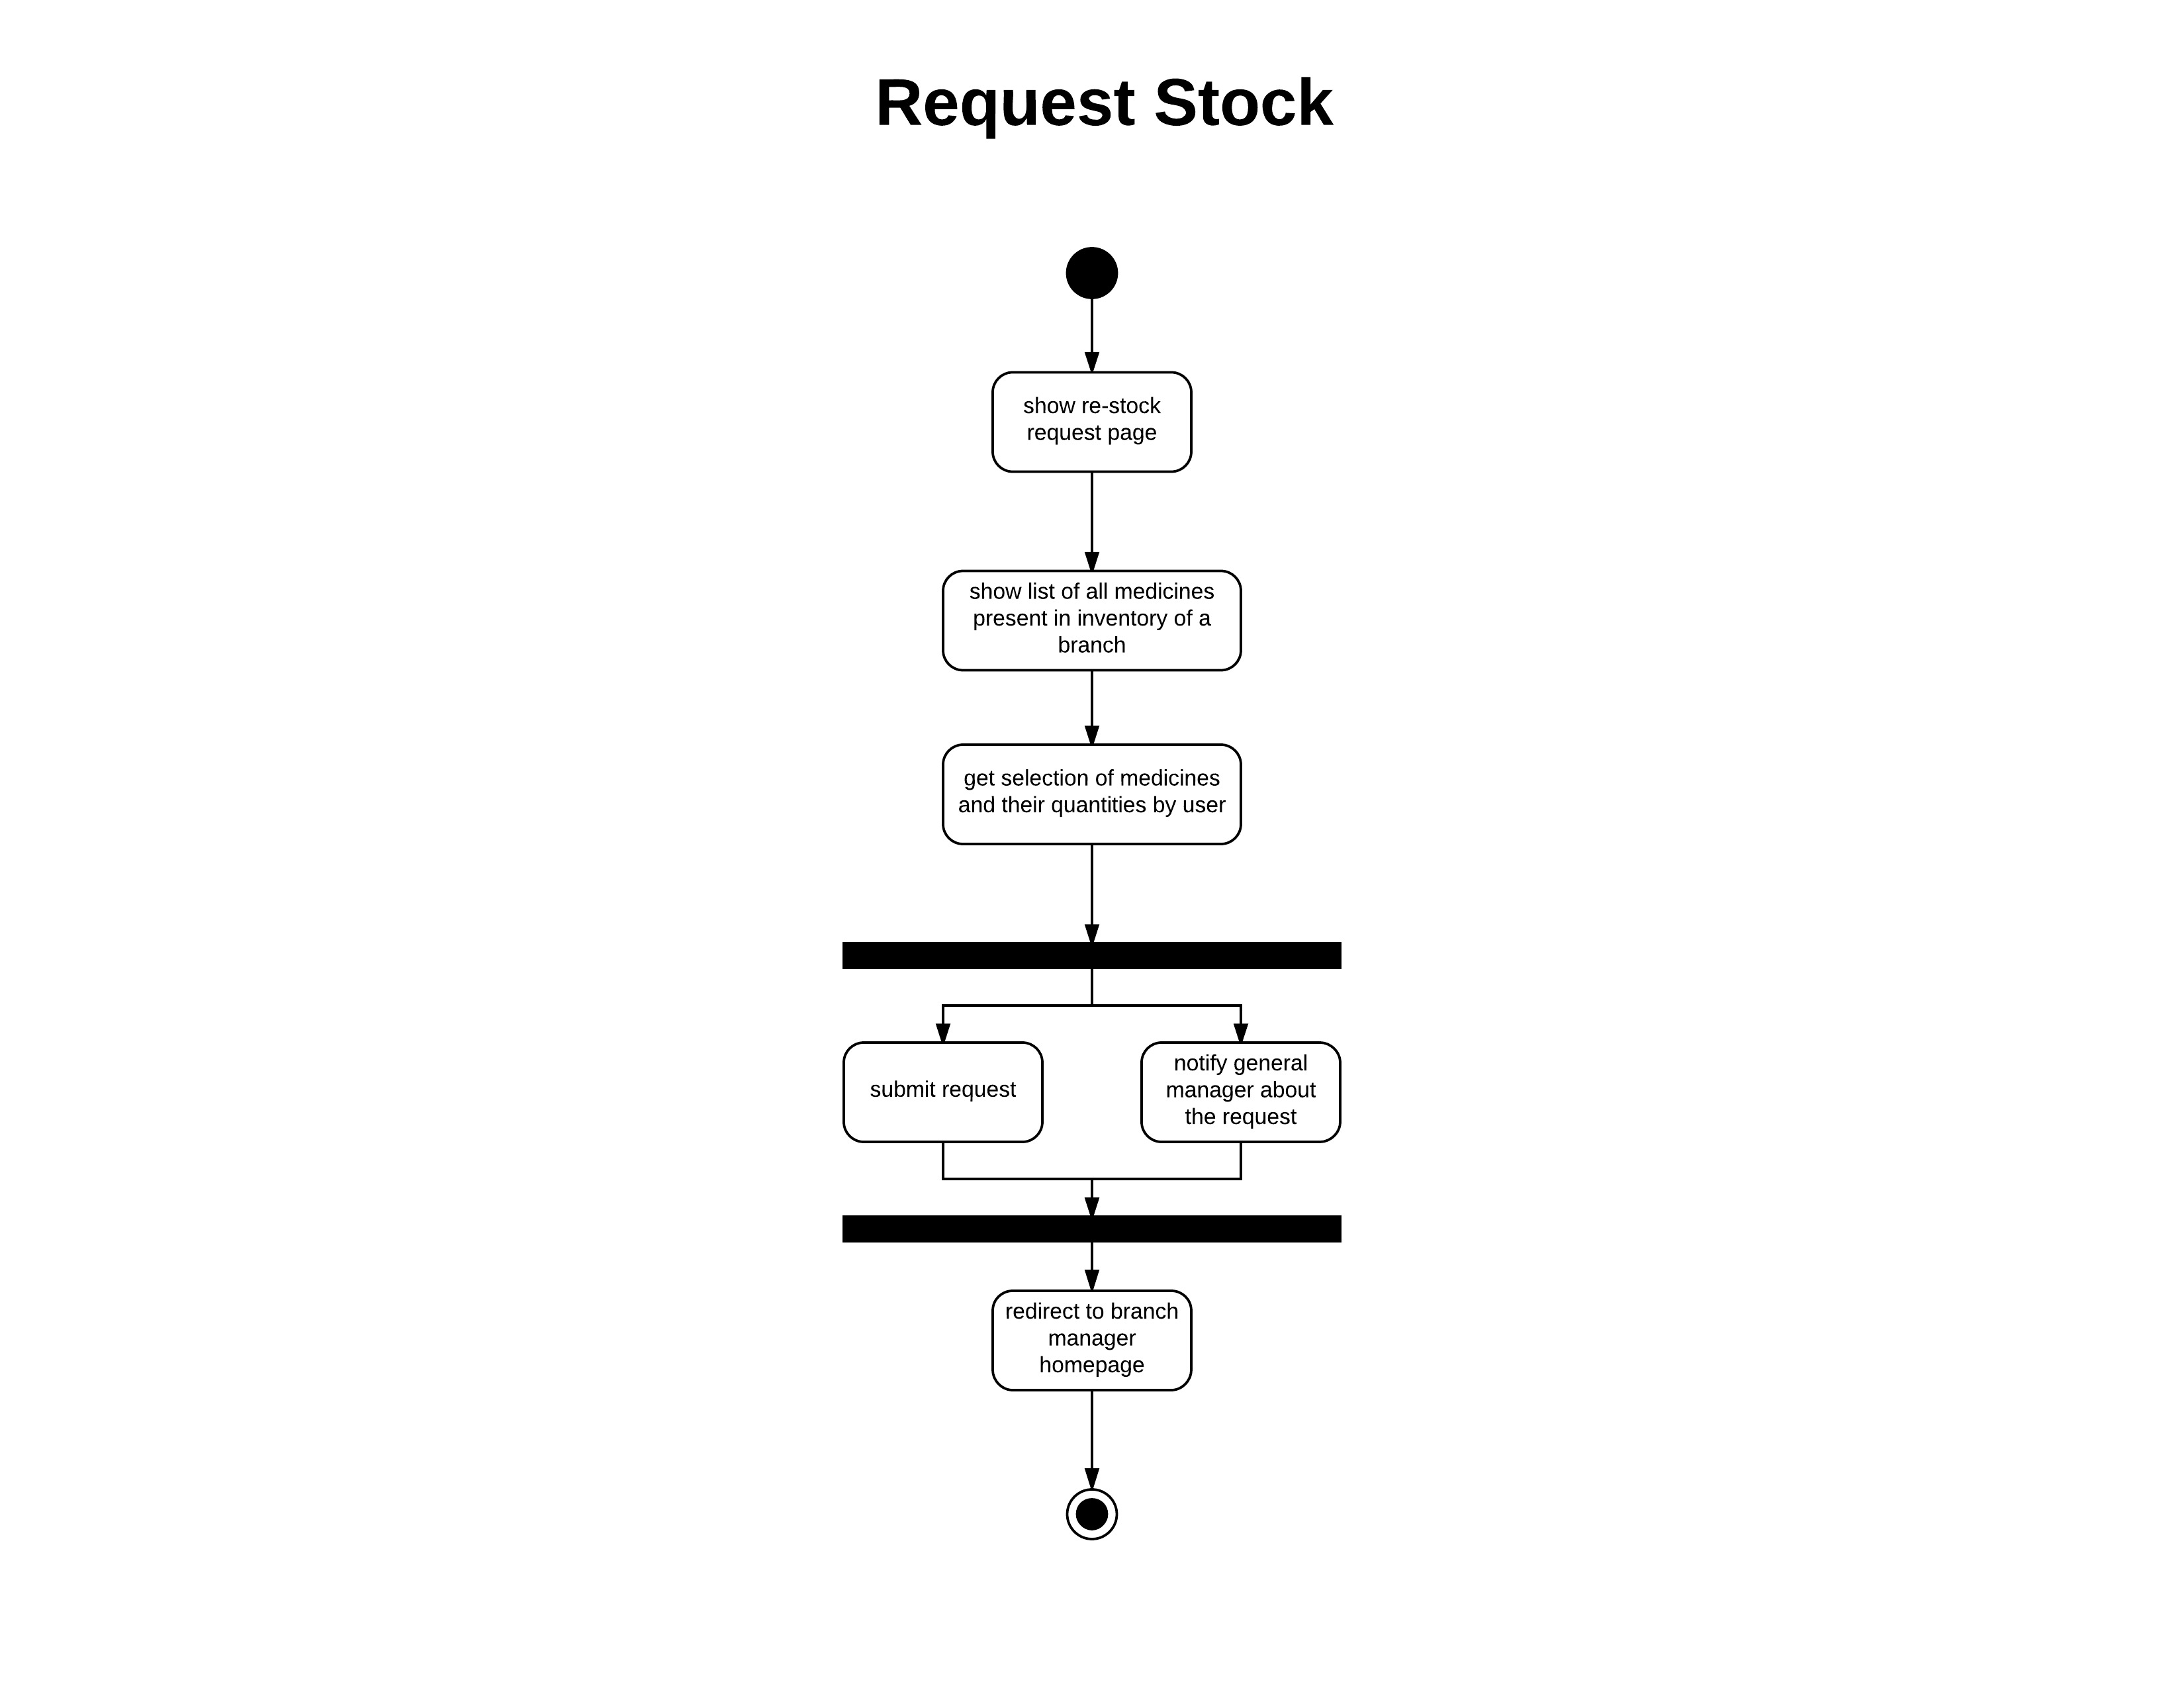 Request Stock
show re-stock
request page
show list of all medicines
present in inventory of a
branch
get selection of medicines
and their quantities by user
submit request
notify general
manager about
the request
redirect to branch
manager
homepage